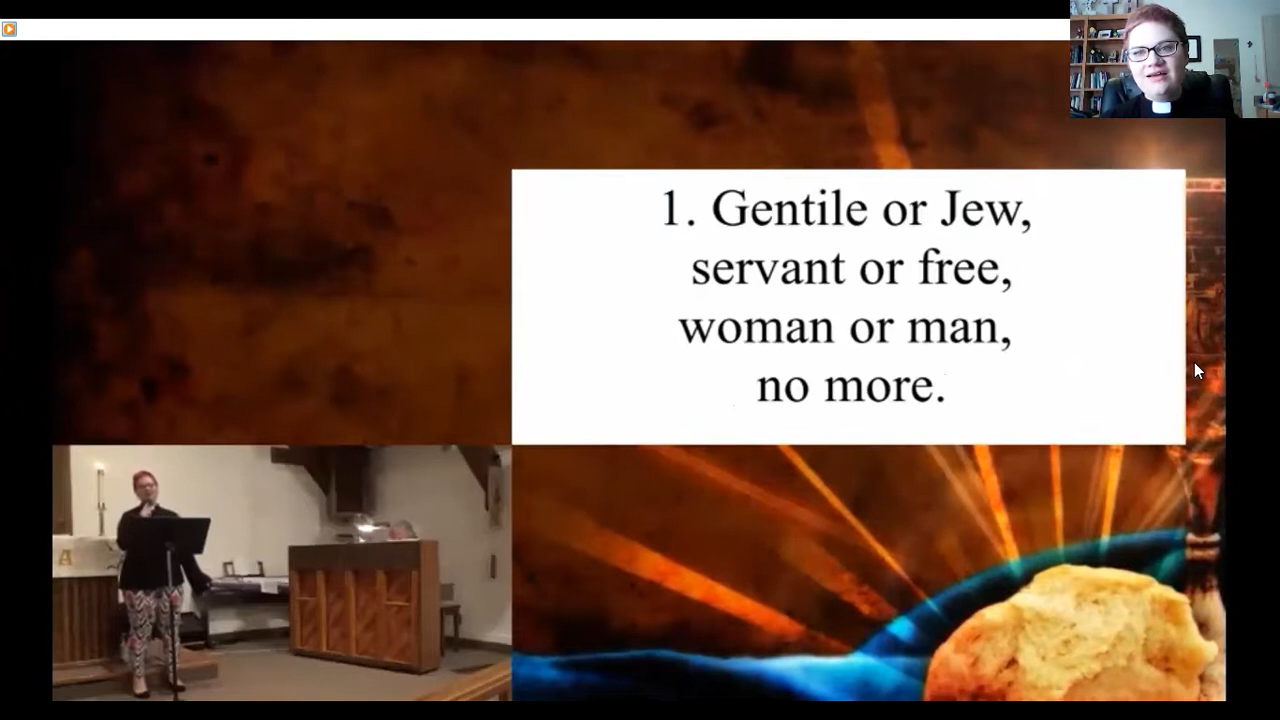 1. Gentile or Jew,
servant or free,
woman or man,
no more.